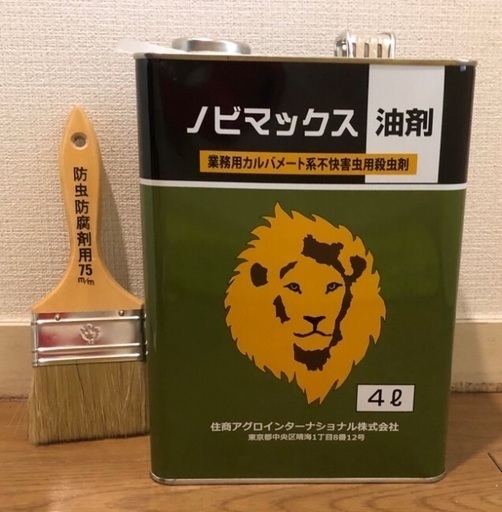 ノビマックス 油剤
業務用カルバメート系不快害虫用殺虫剤
4ℓ
住商アグロインターナショナル株式会社
東京都中央区晴海1丁目8番12号
防虫防腐剤用75m/m